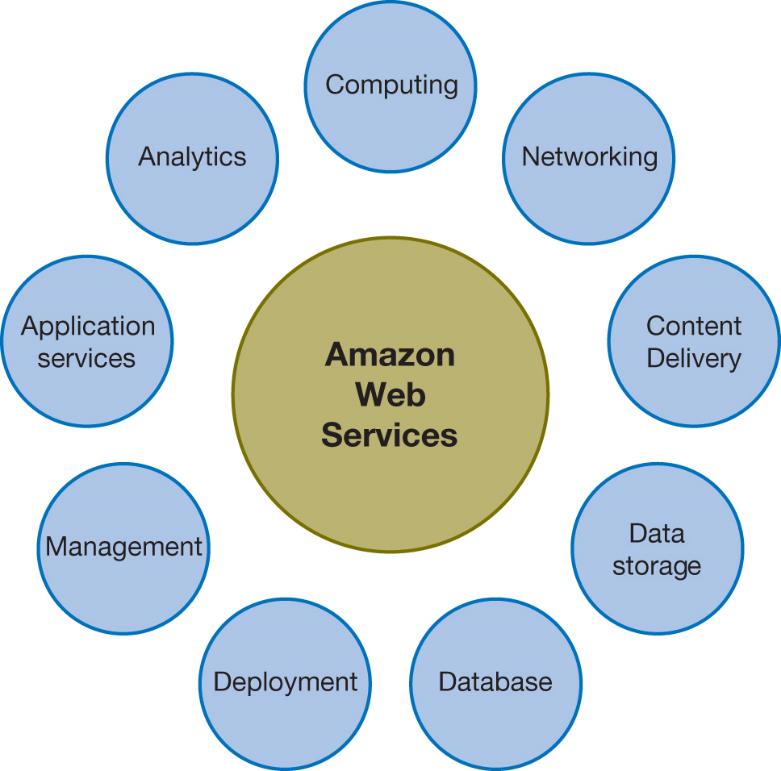 Computing
Analytics
Networking
Application
services
Content
Delivery
Amazon
Web
Services
Management
Data
storage
Deployment
Database